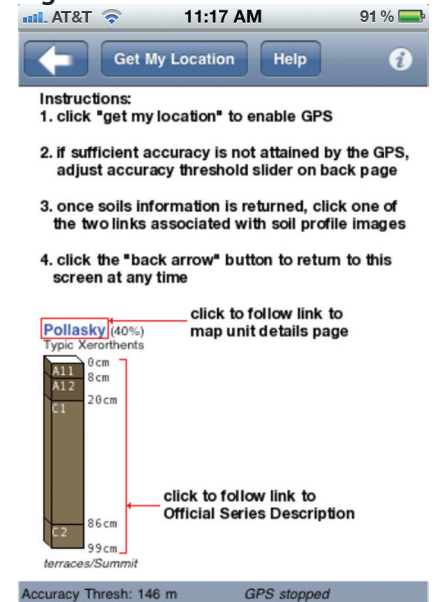 AT&T 11:17 AM 91 %
Get My Location Help i
Instructions:
1. click "get my location" to enable GPS
2. if sufficient accuracy is not attained by the GPS,
adjust accuracy threshold slider on back page
3. once soils information is returned, click one of
the two links associated with soil profile images
4. click the "back arrow" button to return to this
screen at any time
click to follow link to
map unit details page
Pollasky (40%)
Typic Xerorthents
0cm
A11
8cm
A12
20cm
C1
click to follow link to
Official Series Description
86cm
C2
99cm
terraces/Summit
Accuracy Thresh: 146 m GPS stopped